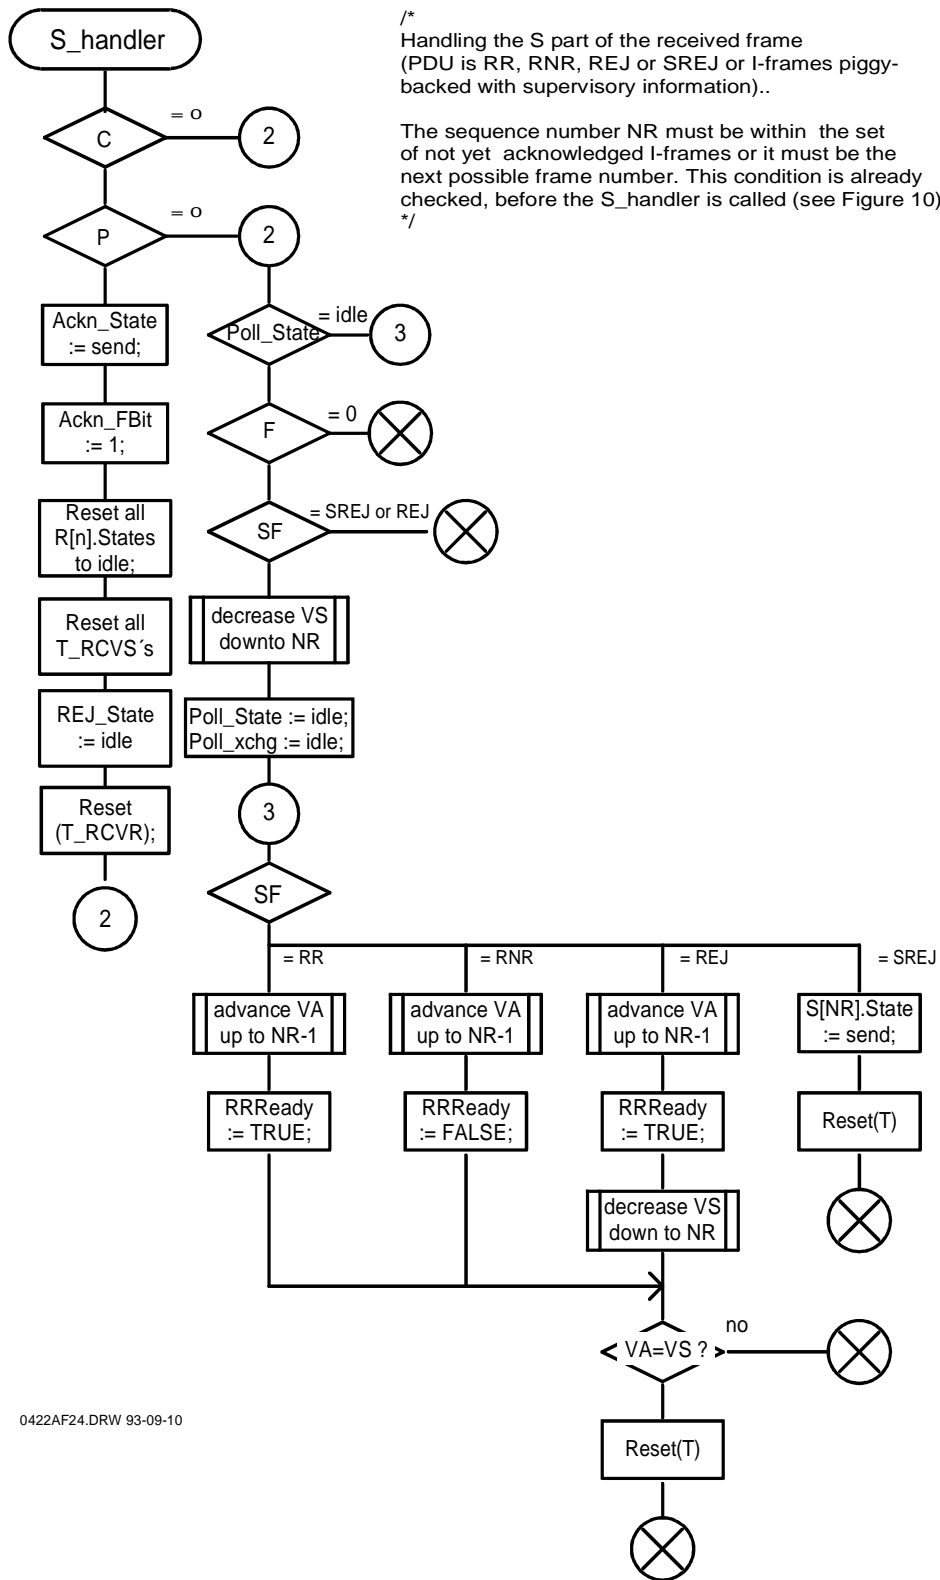 S_handler
/*
Handling the S part of the received frame
(PDU is RR, RNR, REJ or SREJ or I-frames piggy-
backed with supervisory information)..
The sequence number NR must be within the set
of not yet acknowledged I-frames or it must be the
next possible frame number. This condition is already
checked, before the S_handler is called (see Figure 10)
*/
C
= 0
2
P
= 0
2
Ackn_State
:= send;
Ackn_FBit
:= 1;
Reset all
R[n].States
to idle;
Reset all
T_RCVS´s
REJ_State
:= idle
Reset
(T_RCVR);
2
Poll_State
= idle
3
F
= 0
SF
= SREJ or REJ
decrease VS
downto NR
Poll_State := idle;
Poll_xchg := idle;
3
SF
= RR
= RNR
= REJ
= SREJ
advance VA
up to NR-1
advance VA
up to NR-1
advance VA
up to NR-1
S[NR].State
:= send;
RRReady
:= TRUE;
RRReady
:= FALSE;
RRReady
:= TRUE;
Reset(T)
decrease VS
down to NR
VA=VS ?
no
Reset(T)
0422AF24.DRW 93-09-10